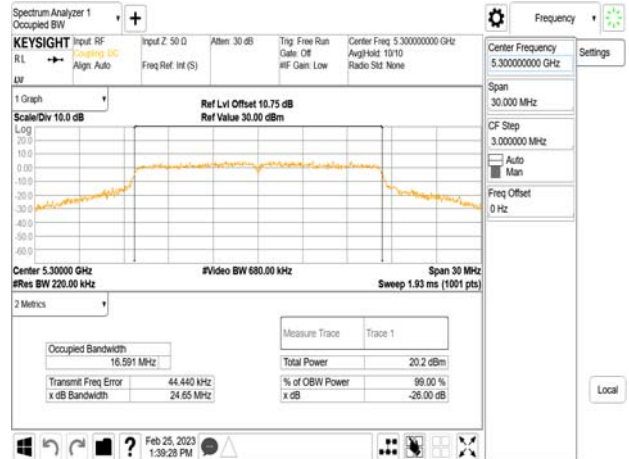 Spectrum Analyzer 1
Occupied BW
Frequency
KEYSIGHT
RL
Input: RF
Coupling: DC
Align: Auto
Input Z: 50 Ω
Freq Ref: Int (S)
Atten: 30 dB
Trig: Free Run
Gate: Off
#IF Gain: Low
Center Freq: 5.300000000 GHz
Avg|Hold: 10/10
Radio Std: None
Center Frequency
5.300000000 GHz
Settings
Span
30.000 MHz
CF Step
3.000000 MHz
Auto
Man
Freq Offset
0 Hz
Local
1 Graph
Scale/Div 10.0 dB
Ref Lvl Offset 10.75 dB
Ref Value 30.00 dBm
Log
20.0
10.0
0.00
-10.0
-20.0
-30.0
-40.0
-50.0
-60.0
Center 5.30000 GHz
#Res BW 220.00 kHz
#Video BW 680.00 kHz
Span 30 MHz
Sweep 1.93 ms (1001 pts)
2 Metrics
Measure Trace Trace 1
Occupied Bandwidth
16.591 MHz
Total Power 20.2 dBm
Transmit Freq Error 44.440 kHz
% of OBW Power 99.00 %
x dB Bandwidth 24.65 MHz
x dB -26.00 dB
?
Feb 25, 2023
1:39:28 PM